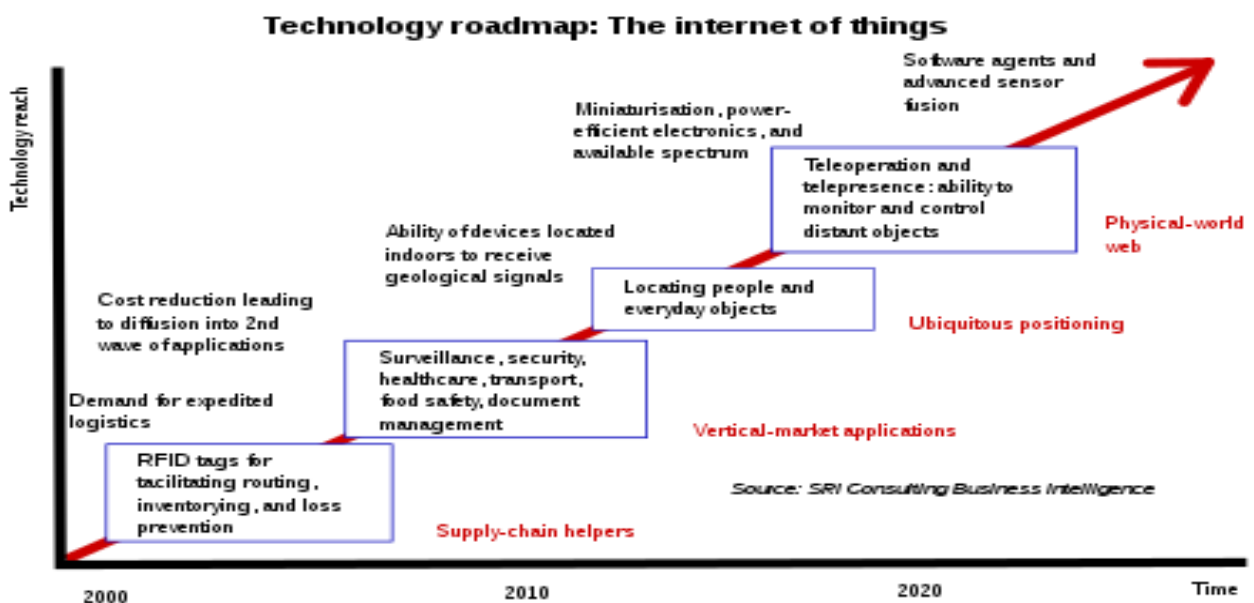 Technology roadmap: The internet of things
Technology reach
Software agents and
advanced sensor
fusion
Miniaturisation, power-
efficient electronics, and
available spectrum
Teleoperation and
telepresence: ability to
monitor and control
distant objects
Physical-world
web
Ability of devices located
indoors to receive
geological signals
Locating people and
everyday objects
Ubiquitous positioning
Cost reduction leading
to diffusion into 2nd
wave of applications
Surveillance, security,
healthcare, transport,
food safety, document
management
Vertical-market applications
Demand for expedited
logistics
RFID tags for
tacilitating routing,
inventorying, and loss
prevention
Supply-chain helpers
Source: SRI Consulting Business Intelligence
2000
2010
2020
Time